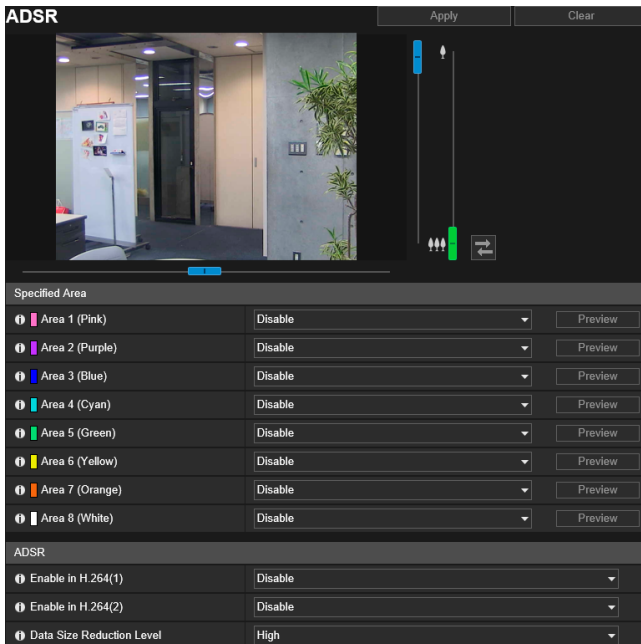 ADSR Apply Clear
Specified Area
Area 1 (Pink) Disable Preview
Area 2 (Purple) Disable Preview
Area 3 (Blue) Disable Preview
Area 4 (Cyan) Disable Preview
Area 5 (Green) Disable Preview
Area 6 (Yellow) Disable Preview
Area 7 (Orange) Disable Preview
Area 8 (White) Disable Preview
ADSR
Enable in H.264(1) Disable
Enable in H.264(2) Disable
Data Size Reduction Level High